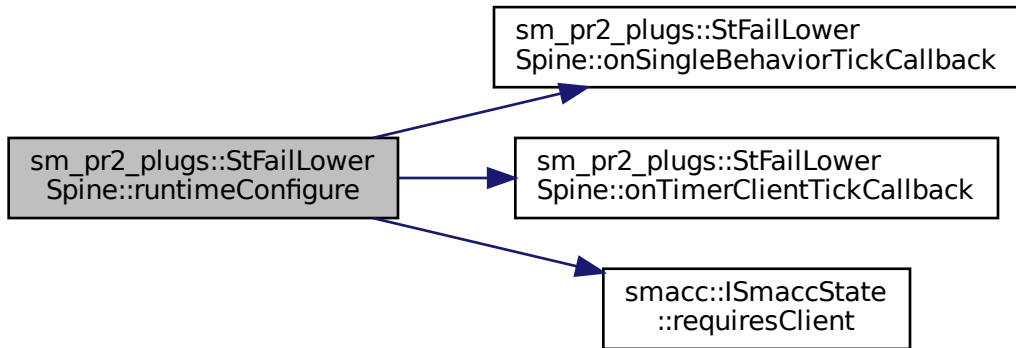 sm_pr2_plugs::StFailLower
Spine::runtimeConfigure
sm_pr2_plugs::StFailLower
Spine::onSingleBehaviorTickCallback
sm_pr2_plugs::StFailLower
Spine::onTimerClientTickCallback
smacc::ISmaccState
::requiresClient